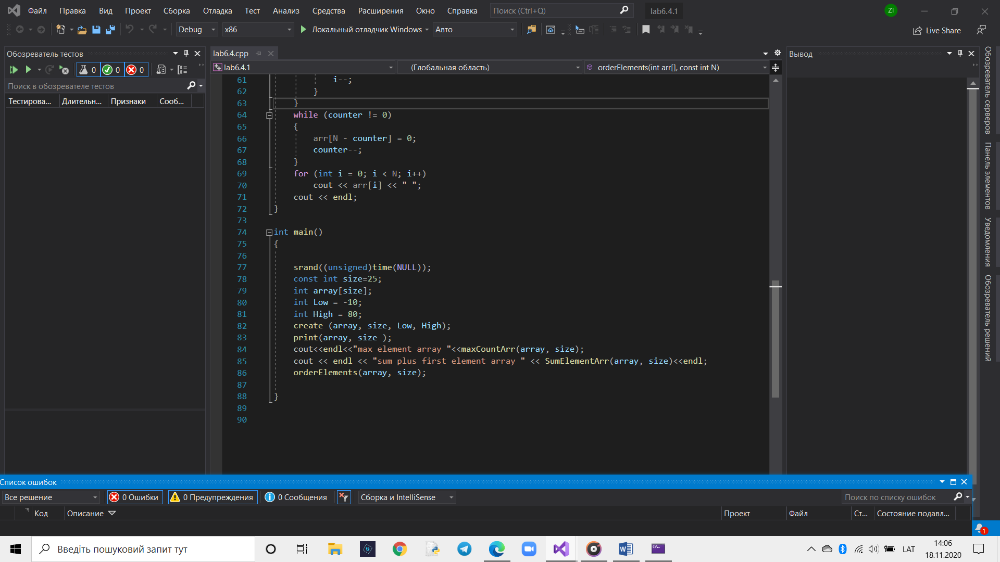 Файл Правка Вид Проект Сборка Отладка Тест Анализ Средства Расширения Окно Справка Поиск (Ctrl+Q) lab6.4.1 ZI
Debug x86 Локальный отладчик Windows Авто Live Share
Обозреватель тестов
0 0 0
Поиск в обозревателе тестов
Тестирова... Длительн... Признаки Сооб...
lab6.4.cpp
lab6.4.1 (Глобальная область) orderElements(int arr[], const int N)
61 i--;
62 }
63 }
64 while (counter != 0)
65 {
66 arr[N - counter] = 0;
67 counter--;
68 }
69 for (int i = 0; i < N; i++)
70 cout << arr[i] << " ";
71 cout << endl;
72 }
73
74 int main()
75 {
76
77 srand((unsigned)time(NULL));
78 const int size=25;
79 int array[size];
80 int Low = -10;
81 int High = 80;
82 create (array, size, Low, High);
83 print(array, size );
84 cout<<endl<<"max element array "<<maxCountArr(array, size);
85 cout << endl << "sum plus first element array " << SumElementArr(array, size)<<endl;
86 orderElements(array, size);
87
88 }
89
90
Вывод
Обозреватель серверов
Панель элементов
Уведомления
Обозреватель решений
Список ошибок
Все решение 0 Ошибки 0 Предупреждения 0 Сообщения Сборка и IntelliSense Поиск по списку ошибок
Код Описание Проект Файл Ст... Состояние подавл...
1
Введіть пошуковий запит тут
LAT
14:06
18.11.2020